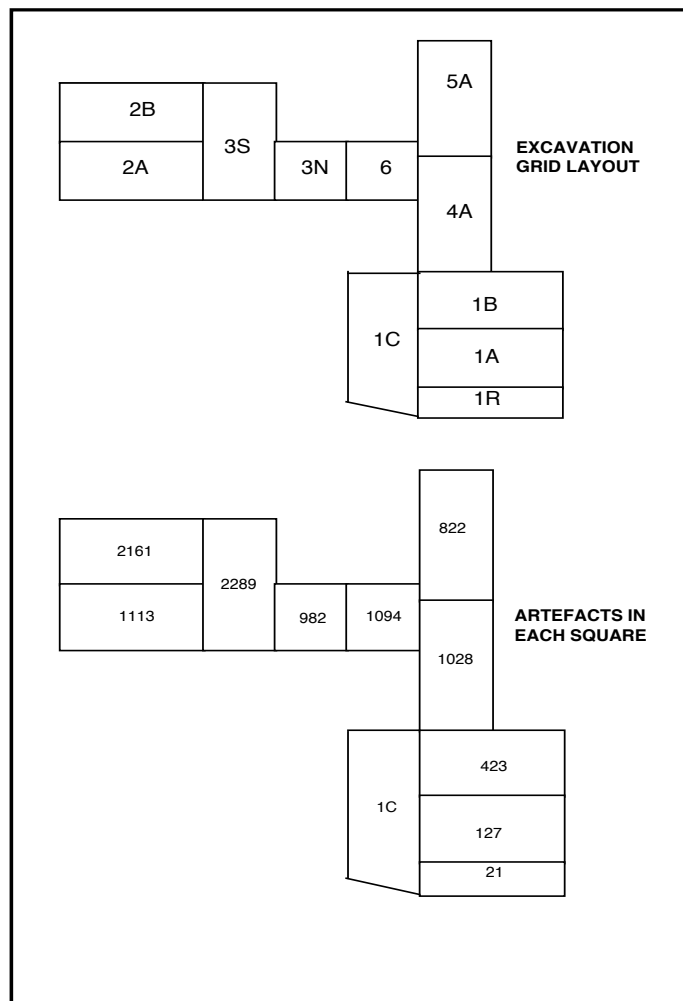 5A
2B
3S
EXCAVATION
GRID LAYOUT
2A
3N
6
4A
1B
1C
1A
1R
822
2161
2289
1113
982
1094
ARTEFACTS IN
EACH SQUARE
1028
423
1C
127
21